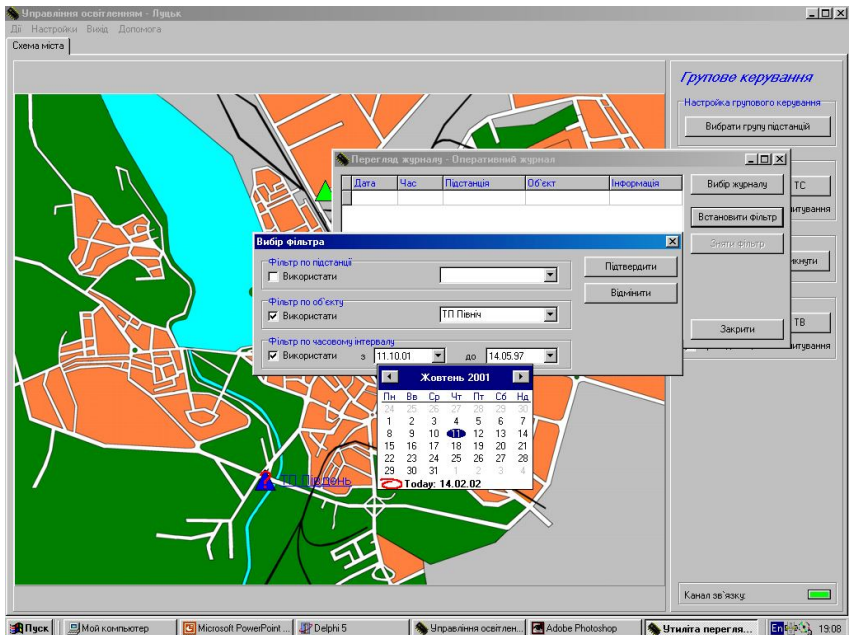 Управління освітленням - Луцьк
Дії Настройки Вихід Допомога
Схема міста
Групове керування
Настройка групового керування
Вибрати групу підстанцій
Перегляд журналу - Оперативний журнал
Дата Час Підстанція Об'єкт Інформація
Вибір журналу
ТС
Встановити фільтр
Зняти фільтр
Вибір фільтра
Фільтр по підстанції
Використати
Підтвердити
Відмінити
Фільтр по об'єкту
Використати ТП Північ
Закрити
ТВ
Фільтр по часовому інтервалу
Використати з 11.10.01 до 14.05.97
Жовтень 2001
Пн Вв Ср Чт Пт Сб Нд
24 25 26 27 28 29 30
1 2 3 4 5 6 7
8 9 10 11 12 13 14
15 16 17 18 19 20 21
22 23 24 25 26 27 28
29 30 31 1 2 3 4
Today: 14.02.02
ТП Південь
Канал зв`язку:
Пуск Мой компьютер Microsoft PowerPoint ... Delphi 5 Управління освітлен... Adobe Photoshop Утиліта перегля... En 19:08